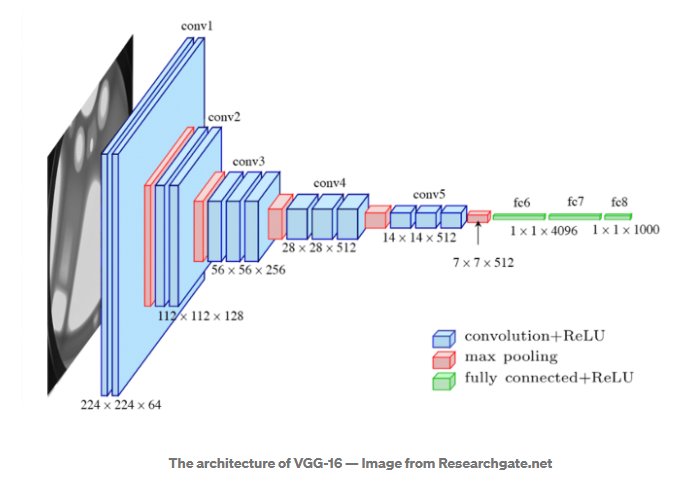 conv1
conv2
conv3
conv4
conv5
fc6 fc7 fc8
1 × 1 × 4096 1 × 1 × 1000
14 × 14 × 512
28 × 28 × 512
7 × 7 × 512
56 × 56 × 256
112 × 112 × 128
224 × 224 × 64
convolution+ReLU
max pooling
fully connected+ReLU
The architecture of VGG-16 — Image from Researchgate.net